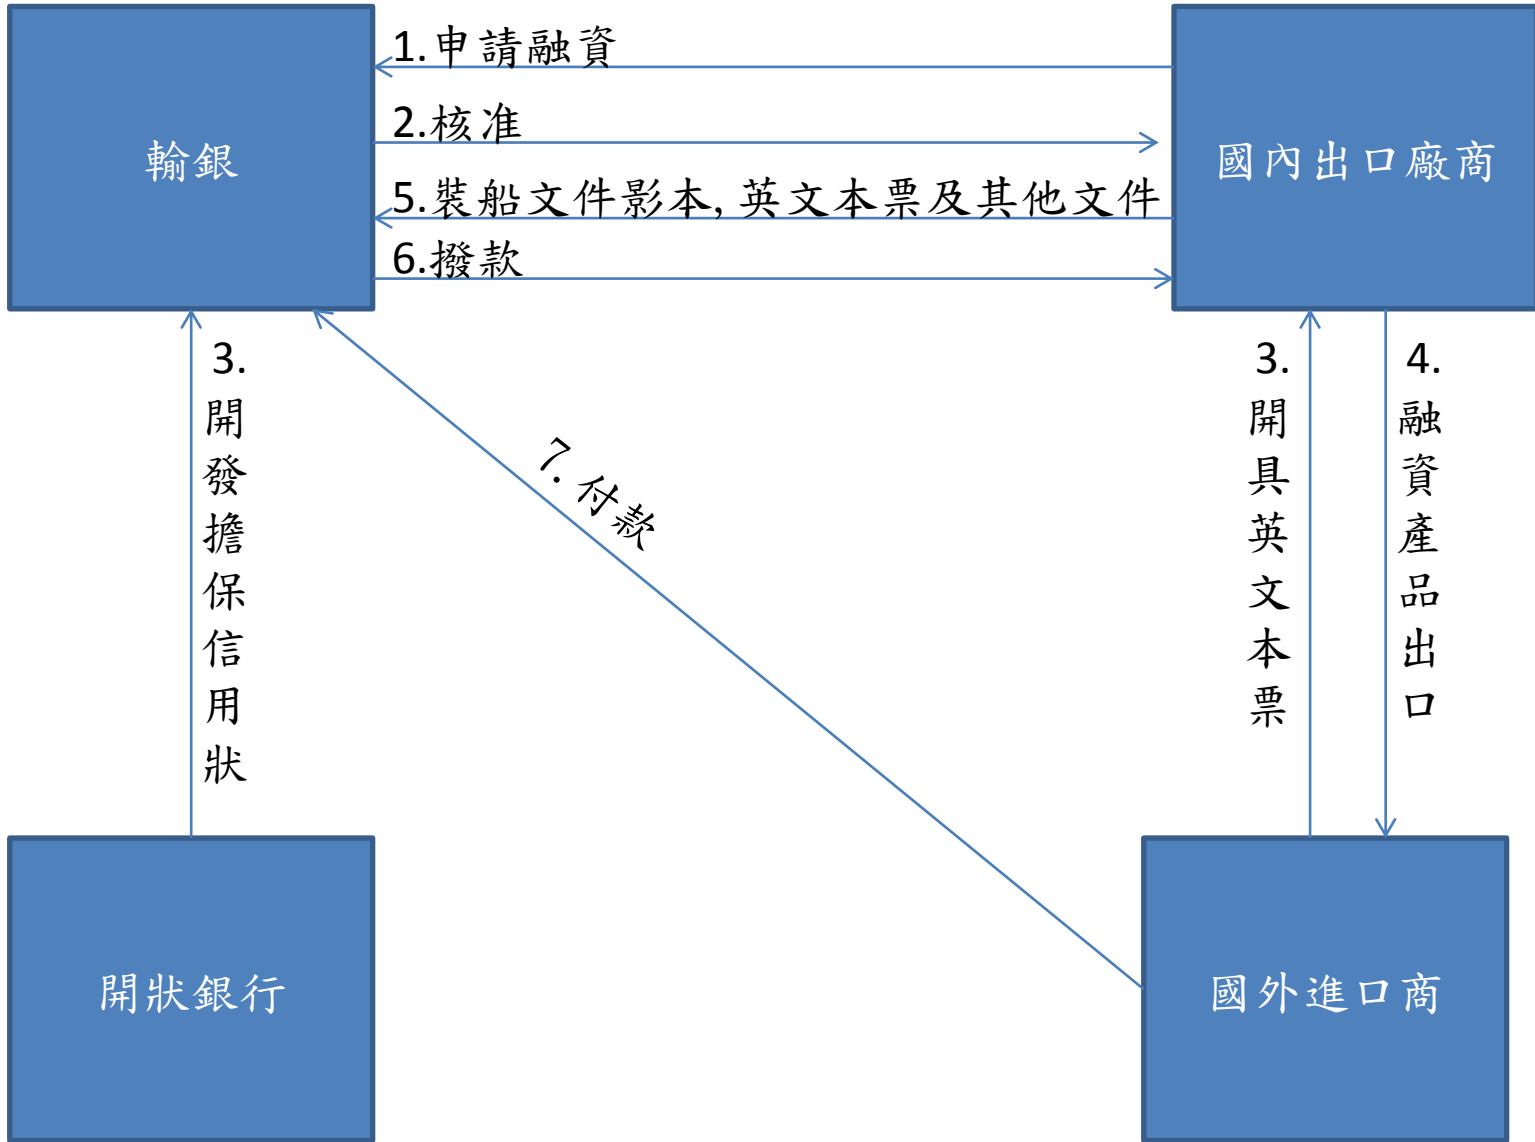 1.申請融資
2.核准
輸銀
國內出口廠商
5.裝船文件影本, 英文本票及其他文件
6.撥款
3.
開發擔保信用狀
7. 付款
3.
開具英文本票
4.
融資產品出口
開狀銀行
國外進口商